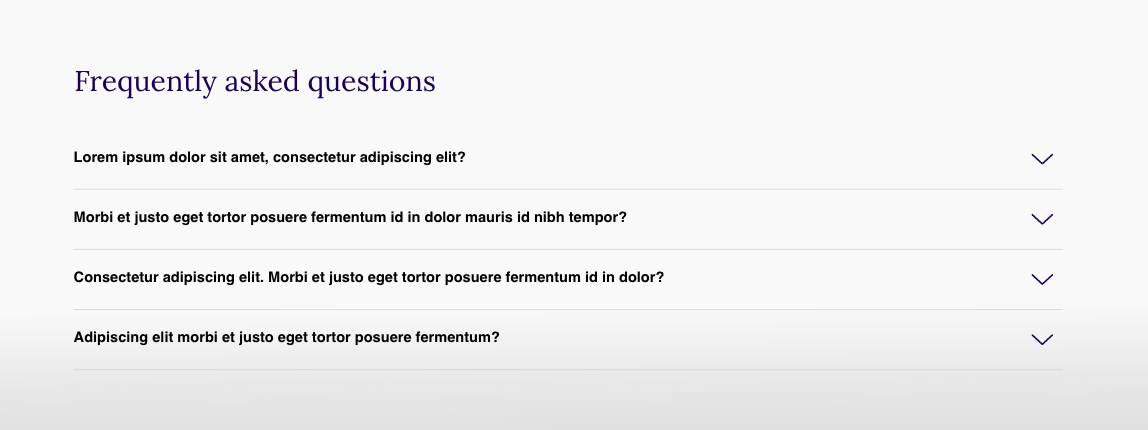 Frequently asked questions
Lorem ipsum dolor sit amet, consectetur adipiscing elit?
Morbi et justo eget tortor posuere fermentum id in dolor mauris id nibh tempor?
Consectetur adipiscing elit. Morbi et justo eget tortor posuere fermentum id in dolor?
Adipiscing elit morbi et justo eget tortor posuere fermentum?